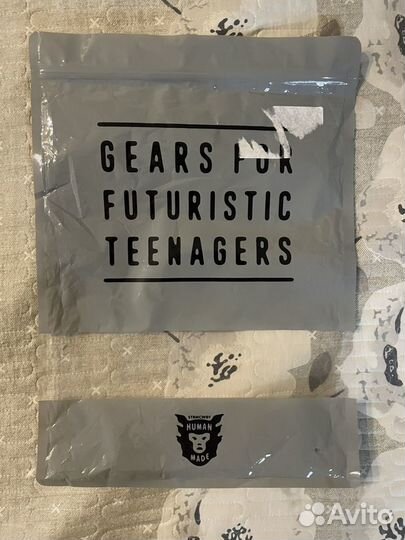 GEARS FOR
FUTURISTIC
TEENAGERS
HUMAN
MADE
Avito